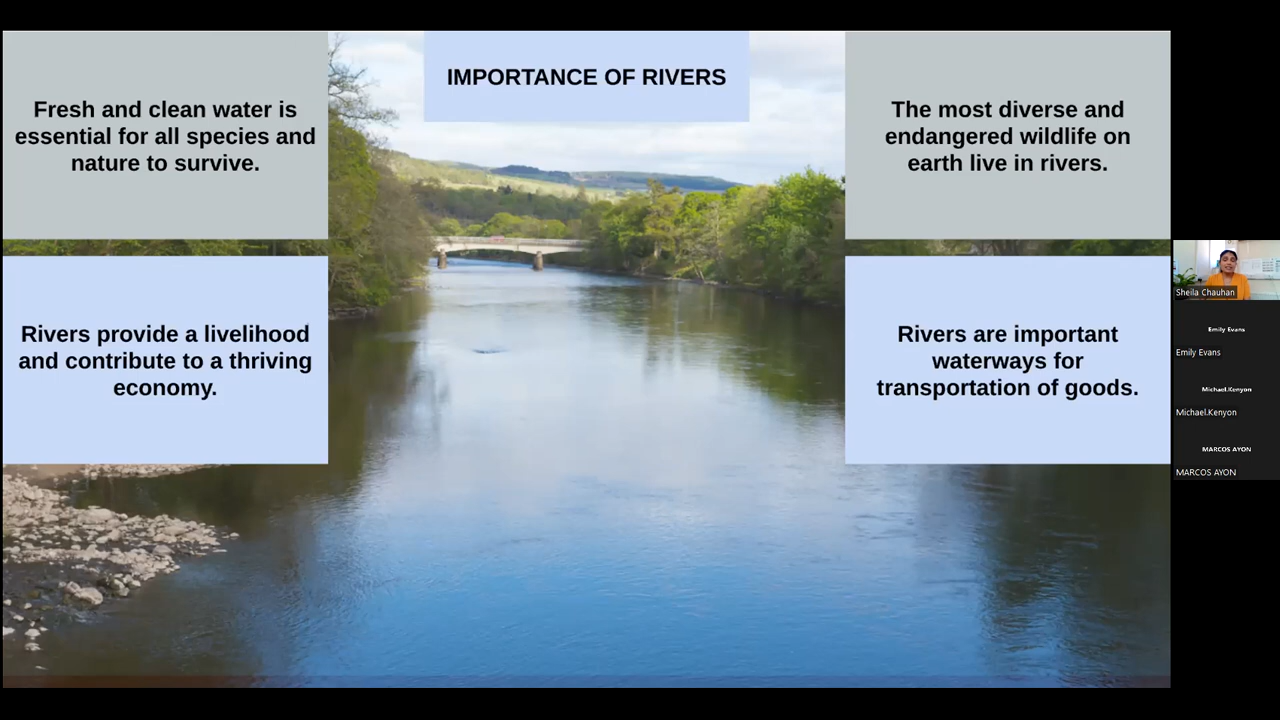 IMPORTANCE OF RIVERS
Fresh and clean water is
essential for all species and
nature to survive.
The most diverse and
endangered wildlife on
earth live in rivers.
Rivers provide a livelihood
and contribute to a thriving
economy.
Rivers are important
waterways for
transportation of goods.
Sheila Chauhan
Emily Evans
Emily Evans
Michael.Kenyon
Michael.Kenyon
MARCOS AYON
MARCOS AYON